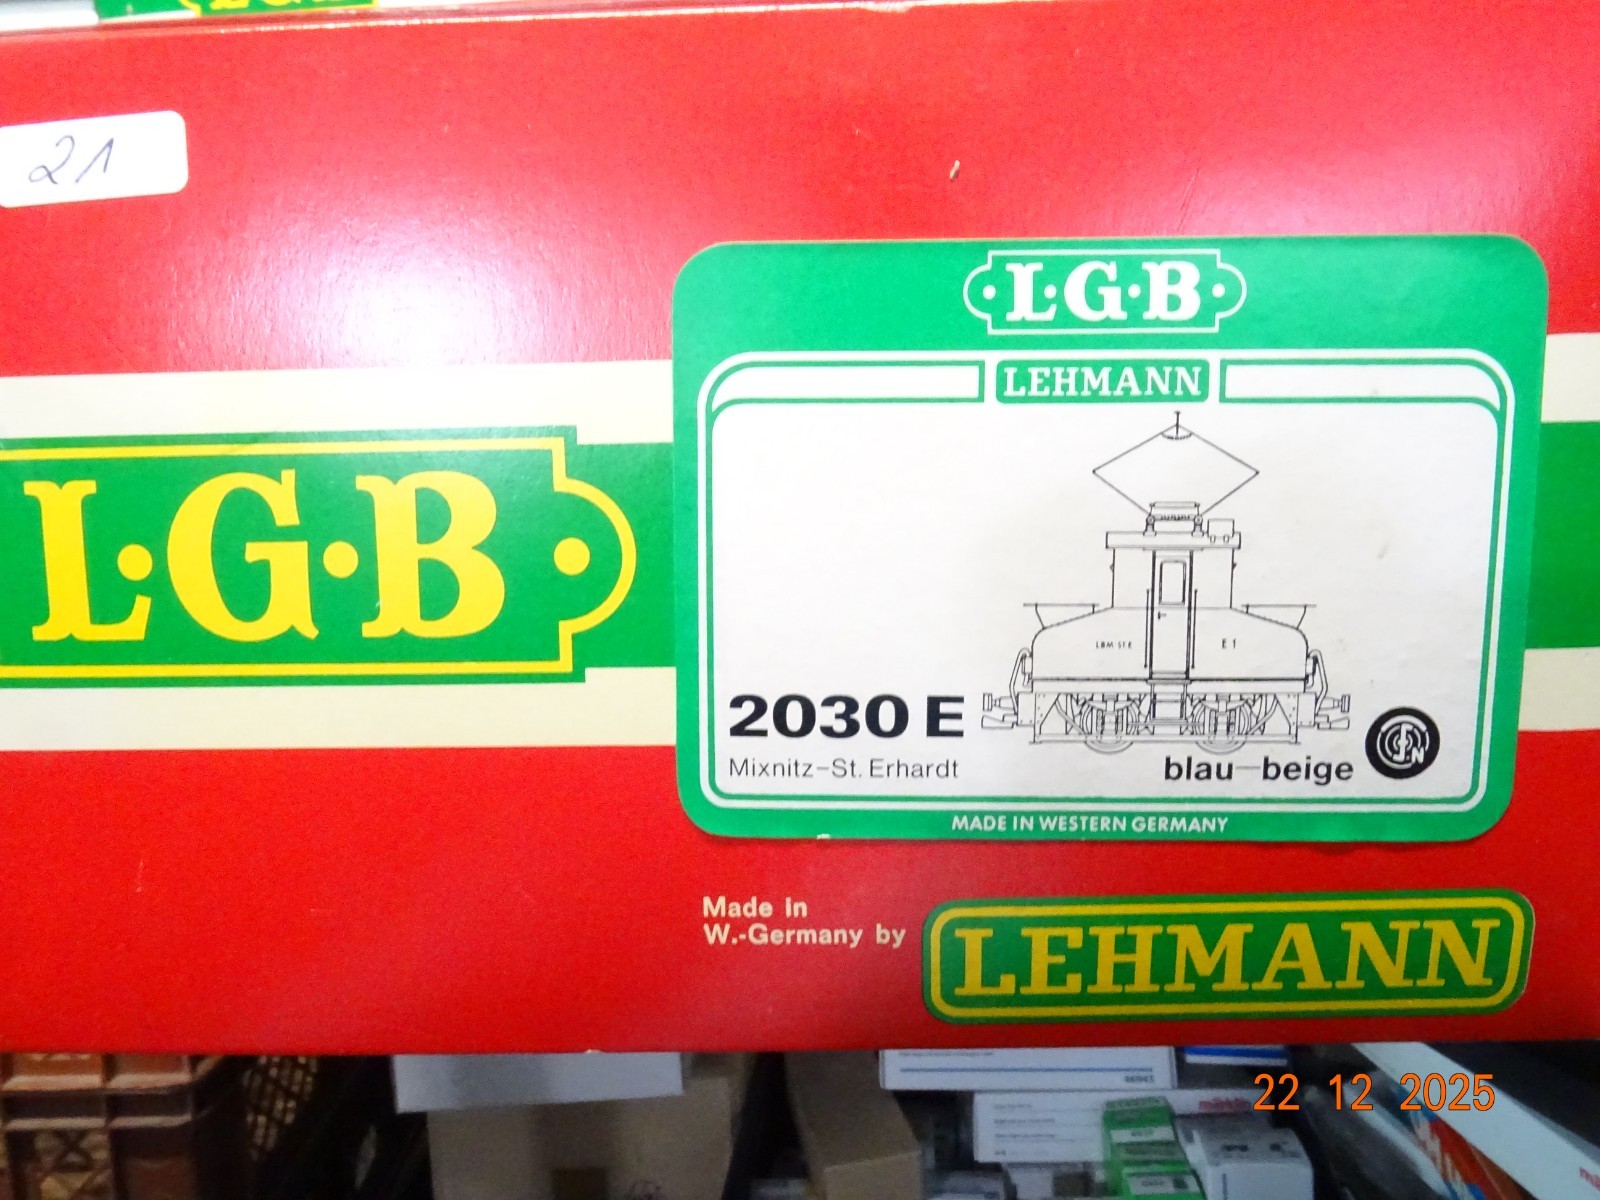 21
L·G·B
L·G·B
LEHMANN
LBM ST.E
E 1
2030 E
Mixnitz–St. Erhardt
blau–beige
MADE IN WESTERN GERMANY
Made in
W.-Germany by
LEHMANN
22 12 2025